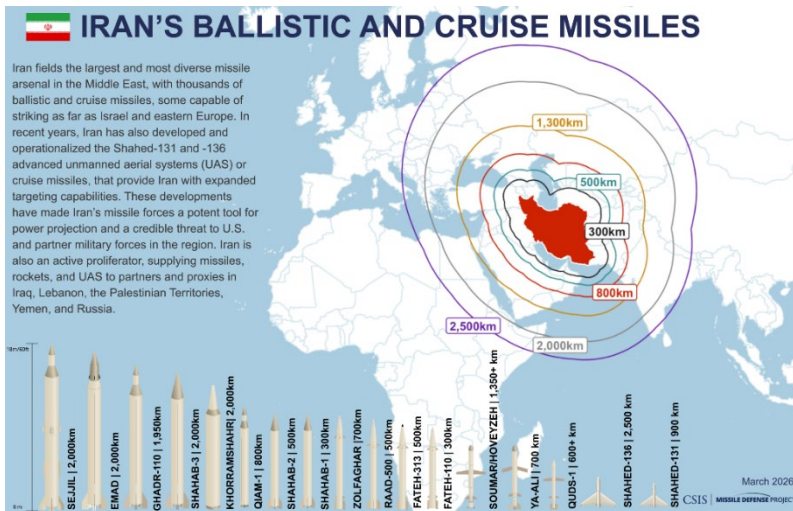 IRAN'S BALLISTIC AND CRUISE MISSILES
Iran fields the largest and most diverse missile
arsenal in the Middle East, with thousands of
ballistic and cruise missiles, some capable of
striking as far as Israel and eastern Europe. In
recent years, Iran has also developed and
operationalized the Shahed-131 and -136
advanced unmanned aerial systems (UAS) or
cruise missiles, that provide Iran with expanded
targeting capabilities. These developments
have made Iran's missile forces a potent tool for
power projection and a credible threat to U.S.
and partner military forces in the region. Iran is
also an active proliferator, supplying missiles,
rockets, and UAS to partners and proxies in
Iraq, Lebanon, the Palestinian Territories,
Yemen, and Russia.
1,300km
500km
300km
800km
2,500km
2,000km
SEJJIL | 2,000km
EMAD | 2,000km
GHADR-110 | 1,950km
SHAHAB-3 | 2,000km
KHORRAMSHAHR| 2,000km
QIAM-1 | 800km
SHAHAB-2 | 500km
SHAHAB-1 | 300km
ZOLFAGHAR |700km
RAAD-500 | 500km
FATEH-313 | 500km
FATEH-110 | 300km
SOUMAR/HOVEYZEH | 1,350+ km
YA-ALI | 700 km
QUDS-1 | 600+ km
SHAHED-136 | 2,500 km
SHAHED-131 | 900 km
March 2026
CSIS | MISSILE DEFENSE PROJECT